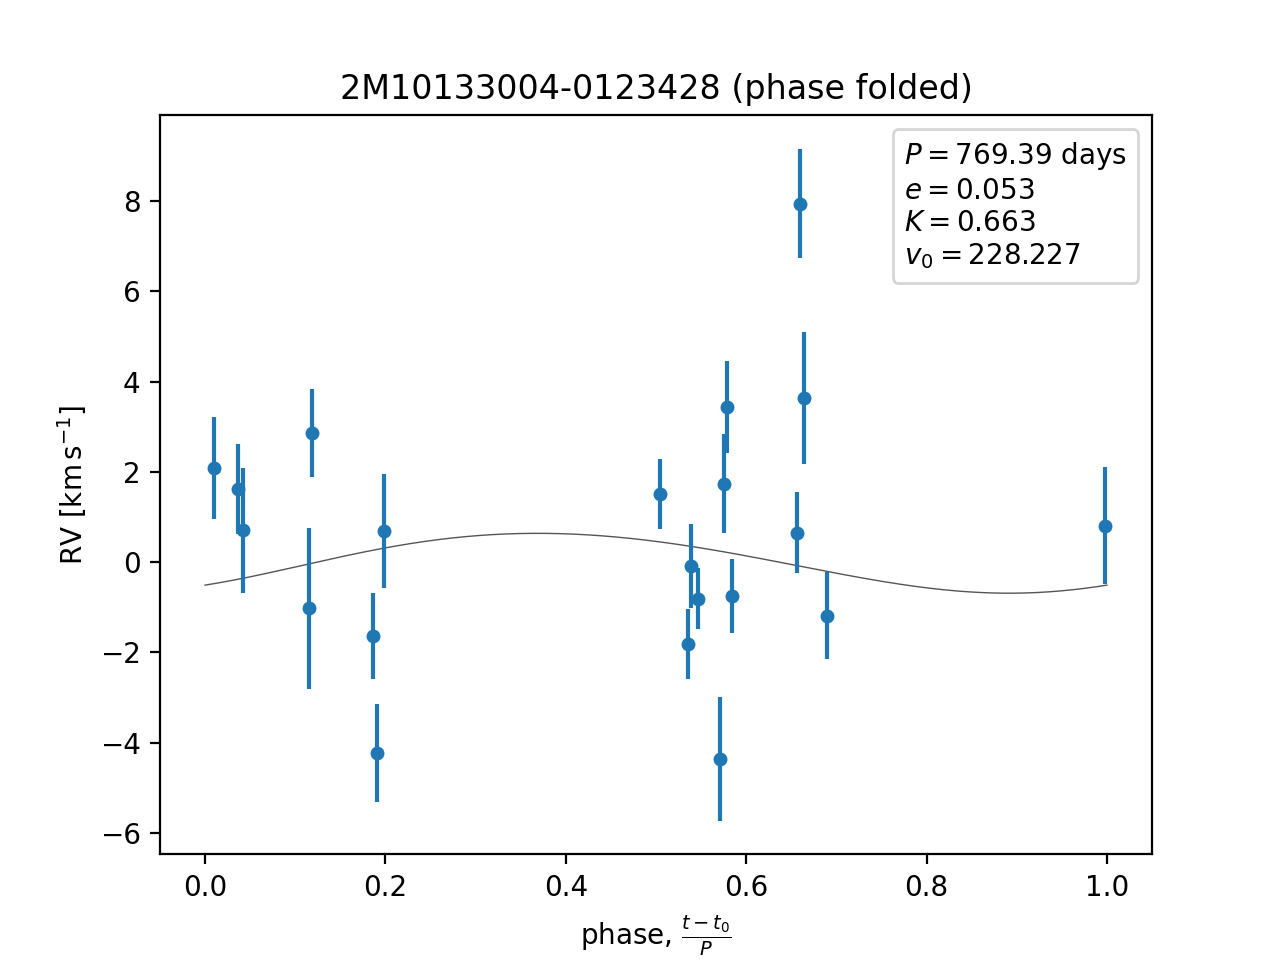 2M10133004-0123428 (phase folded)
P = 769.39 days
e = 0.053
K = 0.663
v₀ = 228.227
8
6
4
2
0
−2
−4
−6
RV [km s⁻¹]
0.0 0.2 0.4 0.6 0.8 1.0
phase, (t − t₀)/P